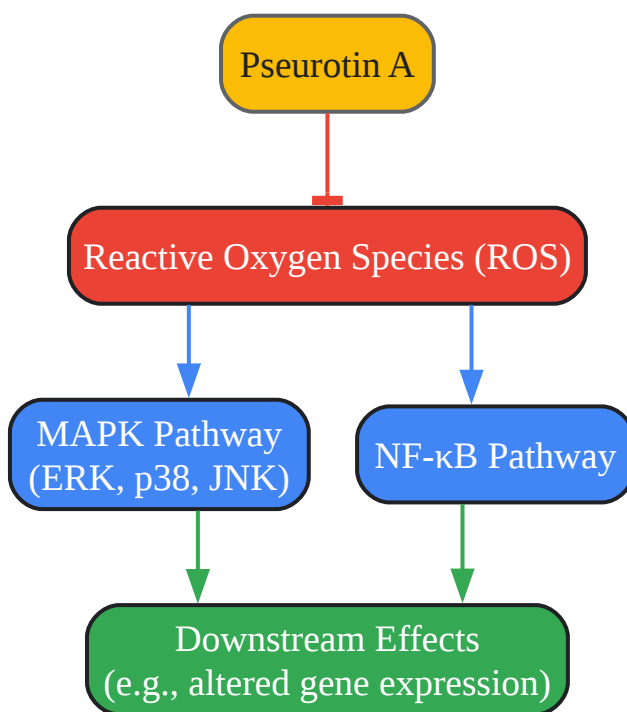 Pseurotin A
Reactive Oxygen Species (ROS)
MAPK Pathway
(ERK, p38, JNK)
NF-κB Pathway
Downstream Effects
(e.g., altered gene expression)